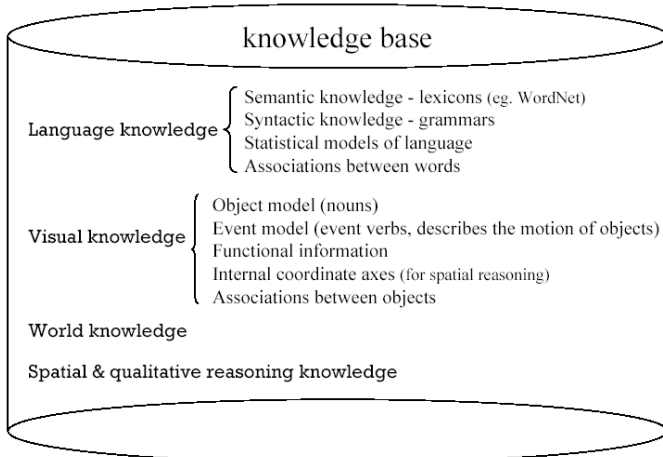 knowledge base
Semantic knowledge - lexicons (eg. WordNet)
Language knowledge
Syntactic knowledge - grammars
Statistical models of language
Associations between words
Object model (nouns)
Visual knowledge
Event model (event verbs, describes the motion of objects)
Functional information
Internal coordinate axes (for spatial reasoning)
Associations between objects
World knowledge
Spatial & qualitative reasoning knowledge